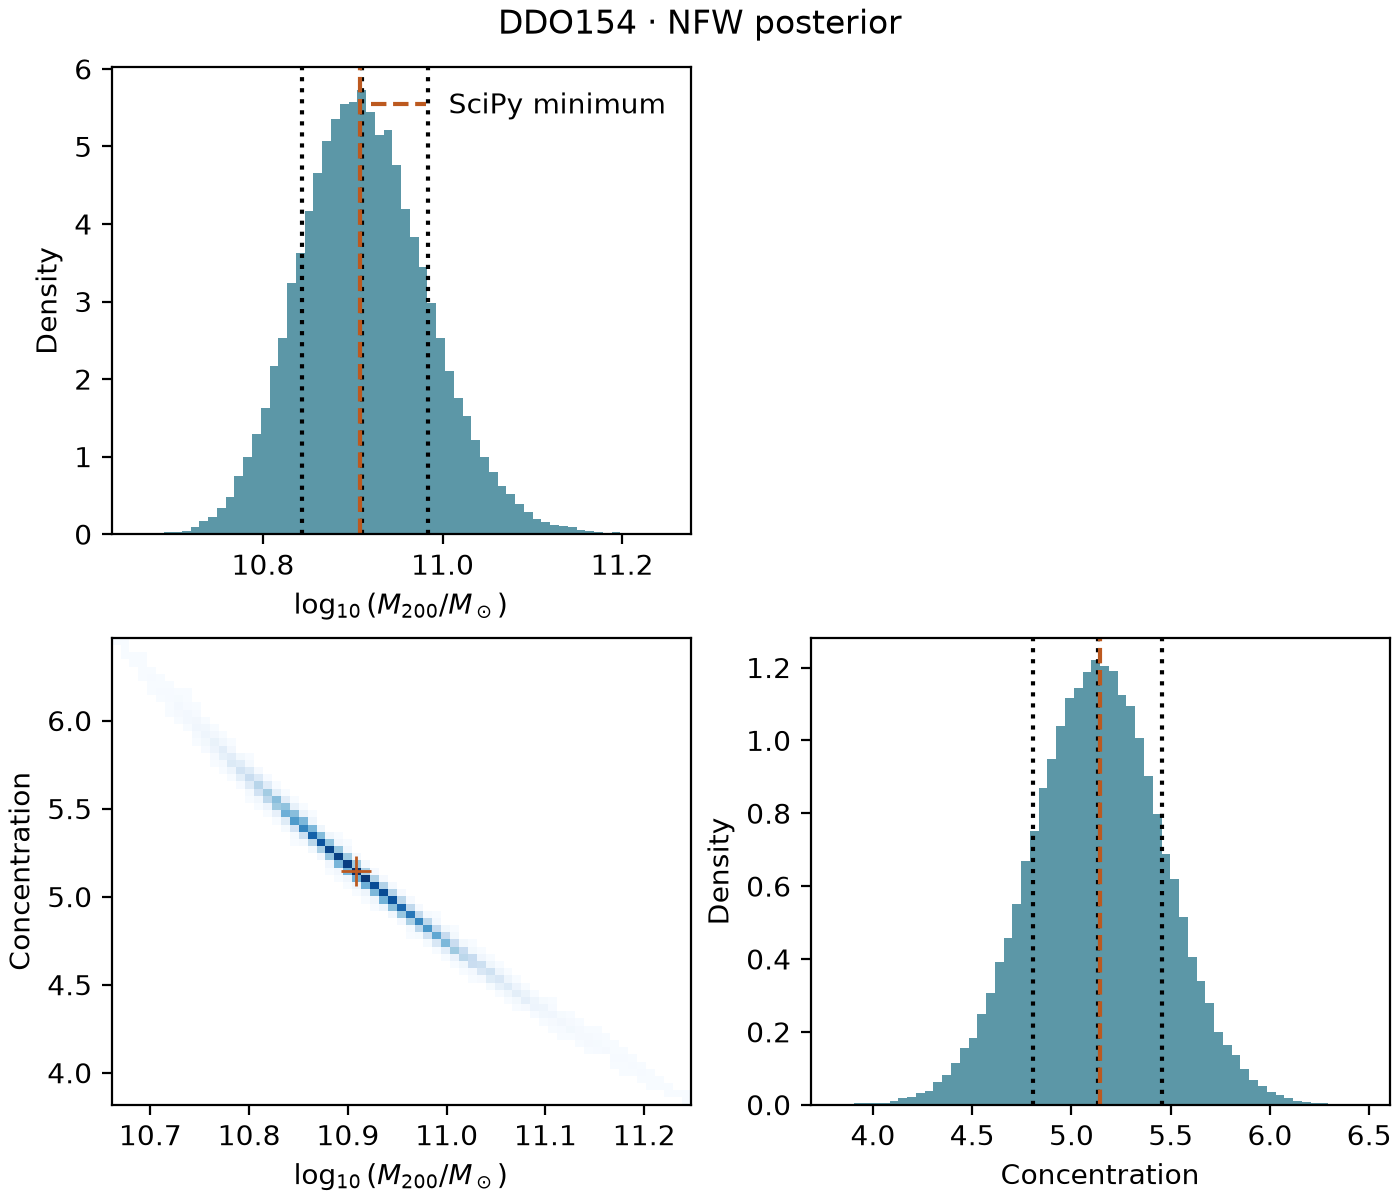 DDO154 · NFW posterior
6
5
4
3
2
1
0
Density
SciPy minimum
10.8 11.0 11.2
log₁₀ (M₂₀₀/M⊙)
6.0
5.5
5.0
4.5
4.0
Concentration
10.7 10.8 10.9 11.0 11.1 11.2
log₁₀ (M₂₀₀/M⊙)
1.2
1.0
0.8
0.6
0.4
0.2
0.0
Density
4.0 4.5 5.0 5.5 6.0 6.5
Concentration